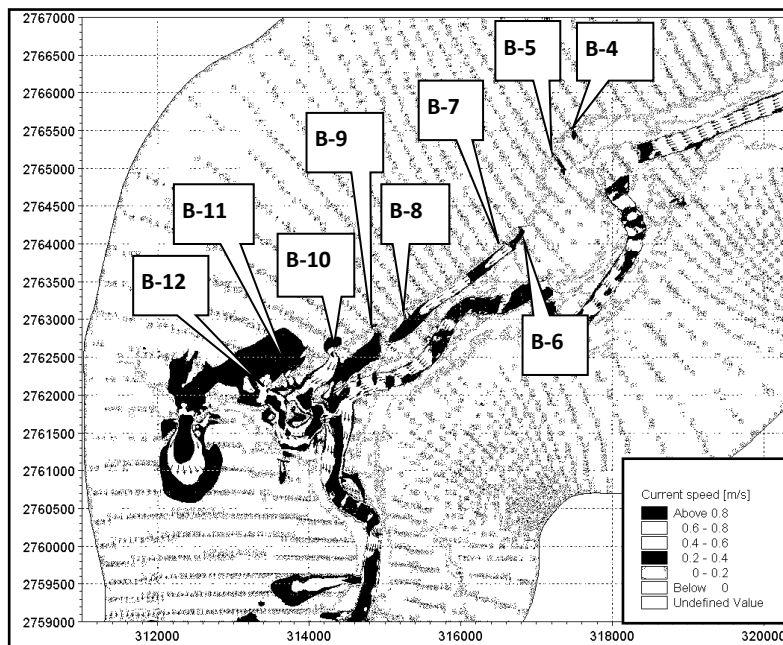 2767000
2766500
2766000
2765500
2765000
2764500
2764000
2763500
2763000
2762500
2762000
2761500
2761000
2760500
2760000
2759500
2759000
B-5
B-4
B-7
B-9
B-8
B-11
B-10
B-12
B-6
Current speed [m/s]
Above 0.8
0.6 - 0.8
0.4 - 0.6
0.2 - 0.4
0 - 0.2
Below 0
Undefined Value
312000 314000 316000 318000 320000